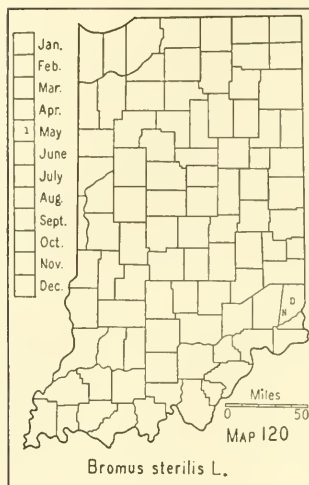 Jan.
Feb.
Mar.
Apr.
1 May
June
July
Aug.
Sept.
Oct.
Nov.
Dec.
D
N
Miles
0 50
MAP 120
Bromus sterilis L.